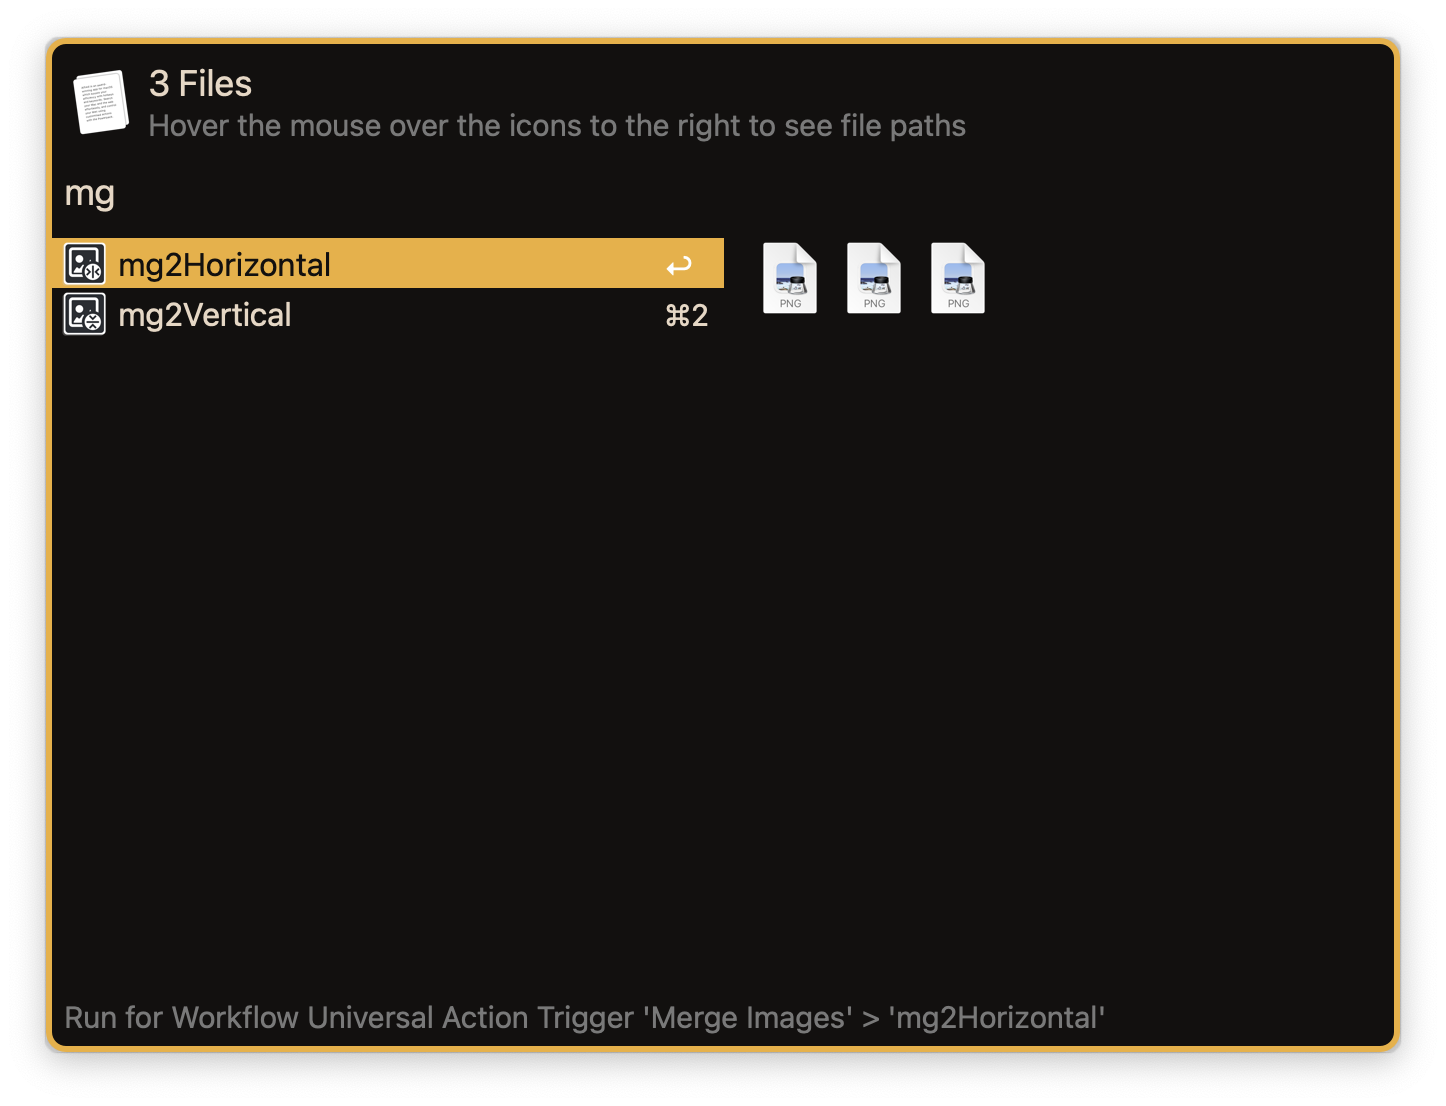 3 Files
Hover the mouse over the icons to the right to see file paths
mg
mg2Horizontal ↩
mg2Vertical ⌘2
PNG PNG PNG
Run for Workflow Universal Action Trigger 'Merge Images' > 'mg2Horizontal'